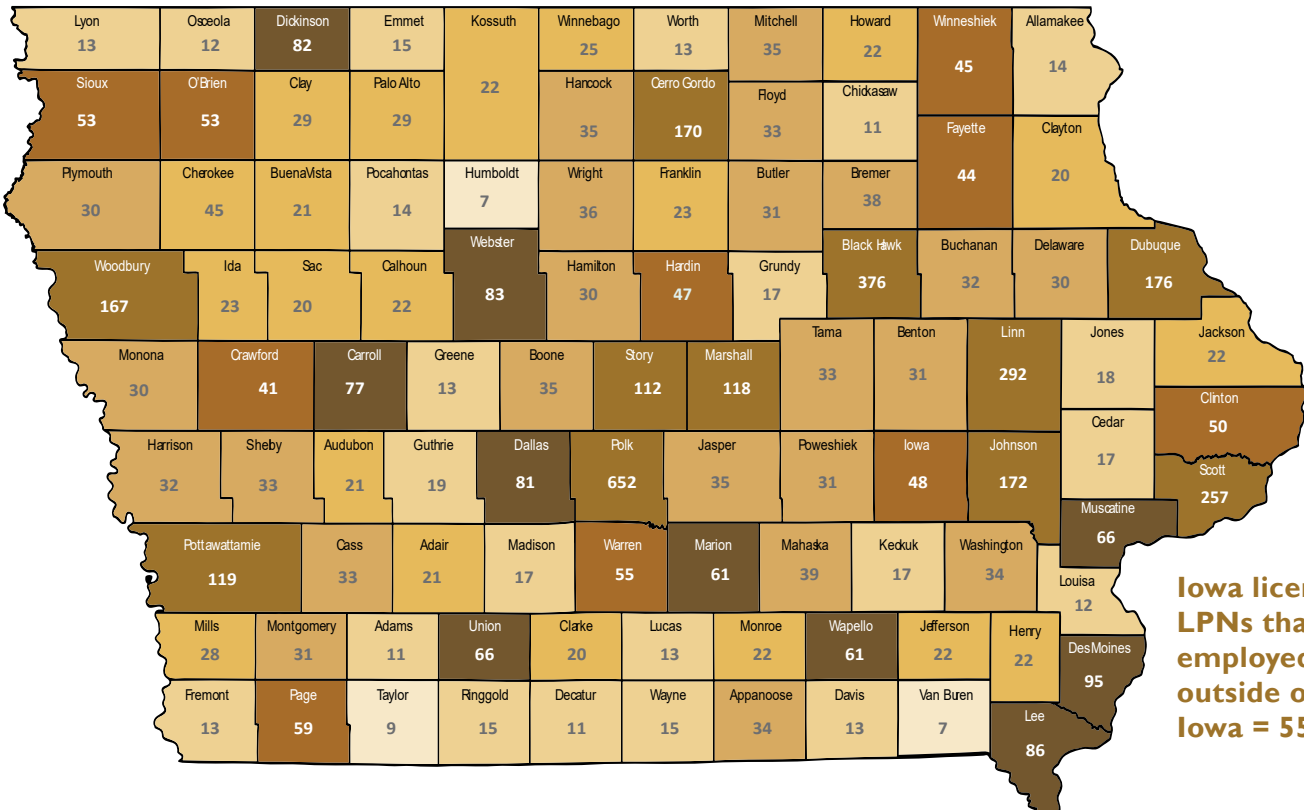 Lyon
13
Osceola
12
Dickinson
82
Emmet
15
Kossuth
22
Winnebago
25
Worth
13
Mitchell
35
Howard
22
Winneshiek
45
Allamakee
14
Sioux
53
O'Brien
53
Clay
29
Palo Alto
29
Hancock
35
Cerro Gordo
170
Floyd
33
Chickasaw
11
Fayette
44
Clayton
20
Plymouth
30
Cherokee
45
BuenaVista
21
Pocahontas
14
Humboldt
7
Wright
36
Franklin
23
Butler
31
Bremer
38
Woodbury
167
Ida
23
Sac
20
Calhoun
22
Webster
83
Hamilton
30
Hardin
47
Grundy
17
Black Hawk
376
Buchanan
32
Delaware
30
Dubuque
176
Monona
30
Crawford
41
Carroll
77
Greene
13
Boone
35
Story
112
Marshall
118
Tama
33
Benton
31
Linn
292
Jones
18
Jackson
22
Clinton
50
Cedar
17
Harrison
32
Shelby
33
Audubon
21
Guthrie
19
Dallas
81
Polk
652
Jasper
35
Poweshiek
31
Iowa
48
Johnson
172
Scott
257
Muscatine
66
Pottawattamie
119
Cass
33
Adair
21
Madison
17
Warren
55
Marion
61
Mahaska
39
Keokuk
17
Washington
34
Louisa
12
Mills
28
Montgomery
31
Adams
11
Union
66
Clarke
20
Lucas
13
Monroe
22
Wapello
61
Jefferson
22
Henry
22
Des Moines
95
Fremont
13
Page
59
Taylor
9
Ringgold
15
Decatur
11
Wayne
15
Appanoose
34
Davis
13
Van Buren
7
Lee
86
Iowa licen
LPNs tha
employed
outside o
Iowa = 55